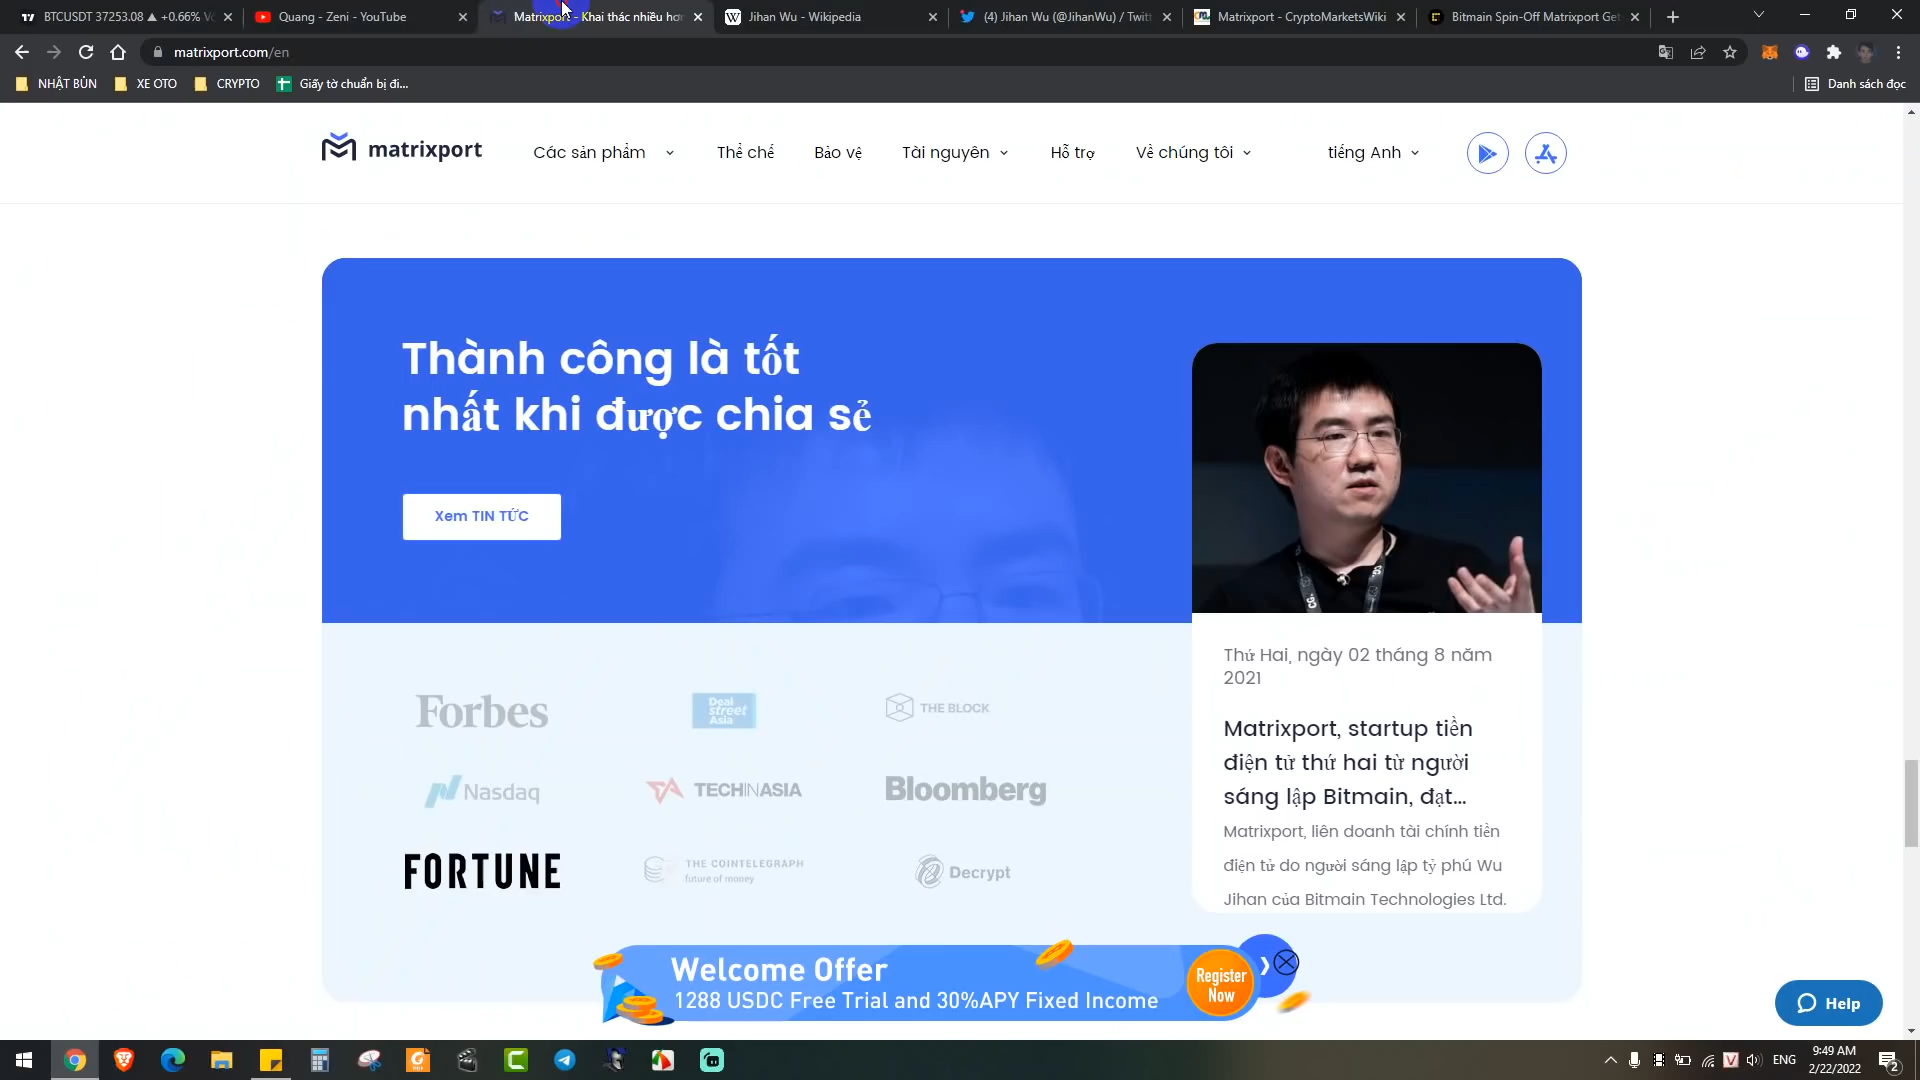 BTCUSDT 37253.08 ▲ +0.66%
Quang - Zeni - YouTube
Matrixport - Khai thác nhiều hơn
Jihan Wu - Wikipedia
(4) Jihan Wu (@JihanWu) / Twitt
Matrixport - CryptoMarketsWiki
Bitmain Spin-Off Matrixport Get
matrixport.com/en
NHẬT BỦN
XE OTO
CRYPTO
Giấy tờ chuẩn bị đi...
Danh sách đọc
matrixport
Các sản phẩm
Thể chế
Bảo vệ
Tài nguyên
Hỗ trợ
Về chúng tôi
tiếng Anh
Thành công là tốt
nhất khi được chia sẻ
Xem TIN TỨC
Forbes
Deal
street
Asia
THE BLOCK
Nasdaq
TECHINASIA
Bloomberg
FORTUNE
THE COINTELEGRAPH
future of money
Decrypt
Thứ Hai, ngày 02 tháng 8 năm
2021
Matrixport, startup tiền
điện tử thứ hai từ người
sáng lập Bitmain, đạt...
Matrixport, liên doanh tài chính tiền
điện tử do người sáng lập tỷ phú Wu
Jihan của Bitmain Technologies Ltd.
Welcome Offer
1288 USDC Free Trial and 30%APY Fixed Income
Register
Now
Help
ENG
9:49 AM
2/22/2022
2